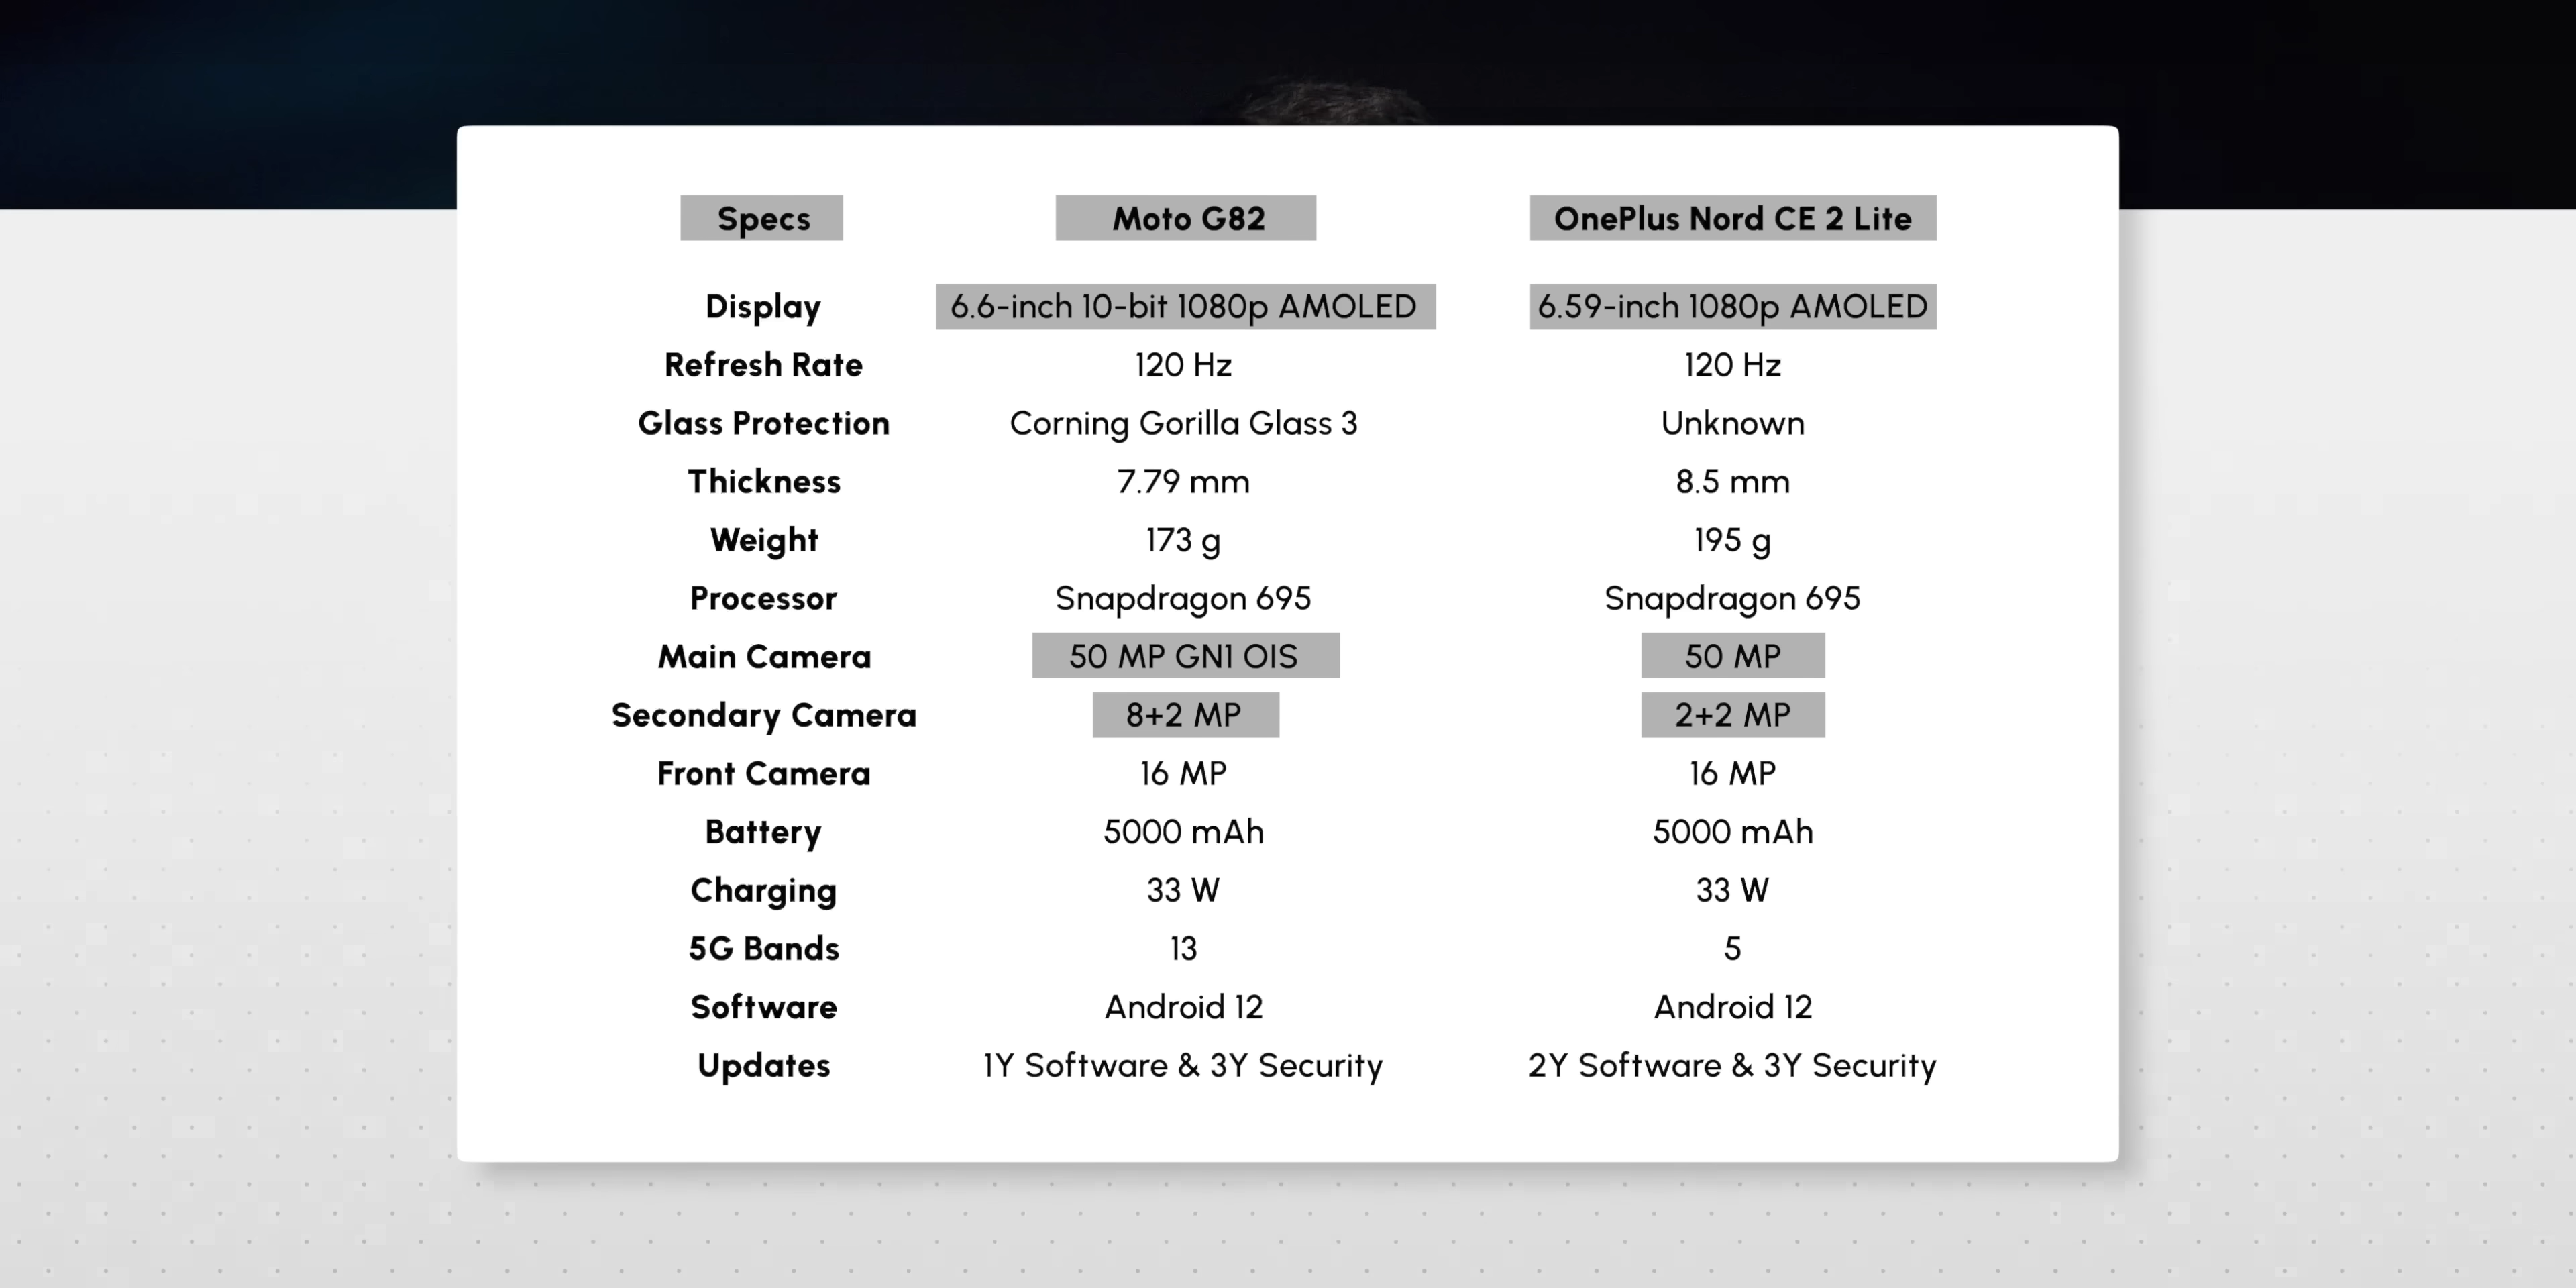 Specs Moto G82 OnePlus Nord CE 2 Lite
Display 6.6-inch 10-bit 1080p AMOLED 6.59-inch 1080p AMOLED
Refresh Rate 120 Hz 120 Hz
Glass Protection Corning Gorilla Glass 3 Unknown
Thickness 7.79 mm 8.5 mm
Weight 173 g 195 g
Processor Snapdragon 695 Snapdragon 695
Main Camera 50 MP GN1 OIS 50 MP
Secondary Camera 8+2 MP 2+2 MP
Front Camera 16 MP 16 MP
Battery 5000 mAh 5000 mAh
Charging 33 W 33 W
5G Bands 13 5
Software Android 12 Android 12
Updates 1Y Software & 3Y Security 2Y Software & 3Y Security